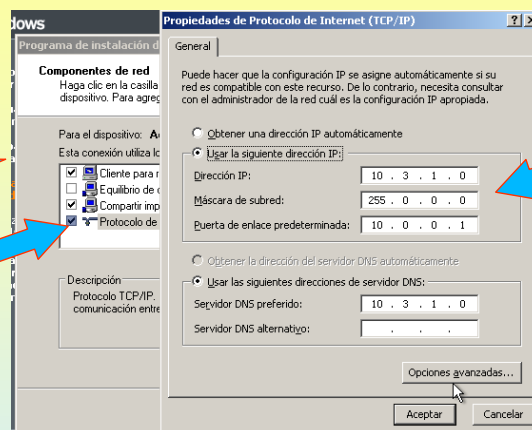 dows
Programa de instalación d
Componentes de red
Haga clic en la casilla
dispositivo. Para agreg
Para el dispositivo: A
Esta conexión utiliza lo
Cliente para r
Equilibrio de c
Compartir imp
Protocolo de
Descripción
Protocolo TCP/IP.
comunicación entre
Propiedades de Protocolo de Internet (TCP/IP)
General
Puede hacer que la configuración IP se asigne automáticamente si su
red es compatible con este recurso. De lo contrario, necesita consultar
con el administrador de la red cuál es la configuración IP apropiada.
Obtener una dirección IP automáticamente
Usar la siguiente dirección IP:
Dirección IP: 10 . 3 . 1 . 0
Máscara de subred: 255 . 0 . 0 . 0
Puerta de enlace predeterminada: 10 . 0 . 0 . 1
Obtener la dirección del servidor DNS automáticamente
Usar las siguientes direcciones de servidor DNS:
Servidor DNS preferido: 10 . 3 . 1 . 0
Servidor DNS alternativo: . . .
Opciones avanzadas...
Aceptar Cancelar